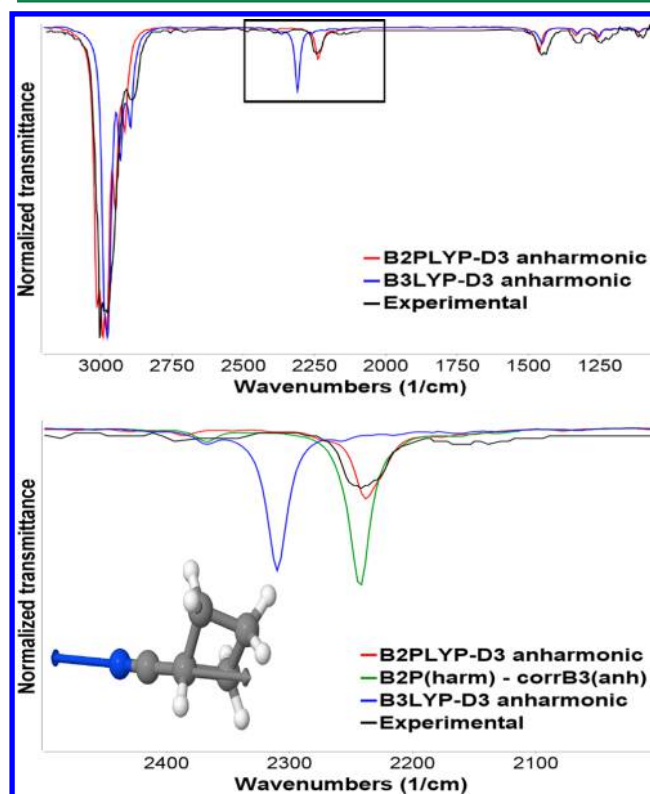 Normalized transmittance
B2PLYP-D3 anharmonic
B3LYP-D3 anharmonic
Experimental
3000 2750 2500 2250 2000 1750 1500 1250
Wavenumbers (1/cm)
Normalized transmittance
B2PLYP-D3 anharmonic
B2P(harm) - corrB3(anh)
B3LYP-D3 anharmonic
Experimental
2400 2300 2200 2100
Wavenumbers (1/cm)